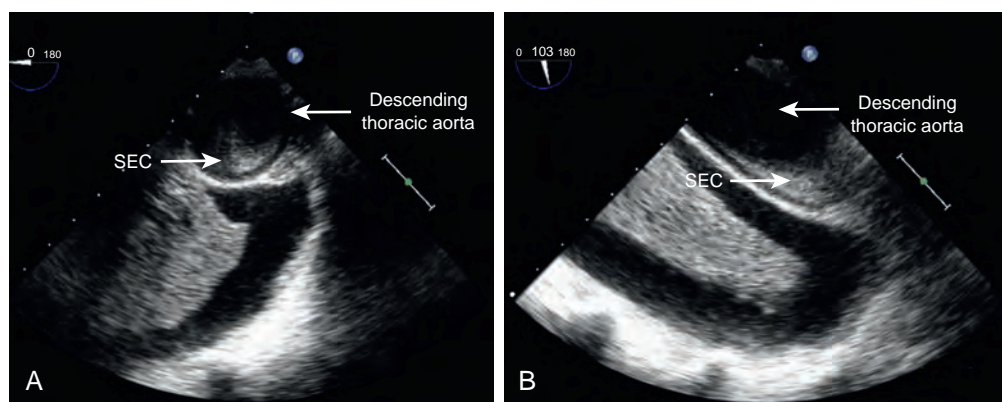 0 180
Descending
thoracic aorta
SEC
A
0 103 180
Descending
thoracic aorta
SEC
B